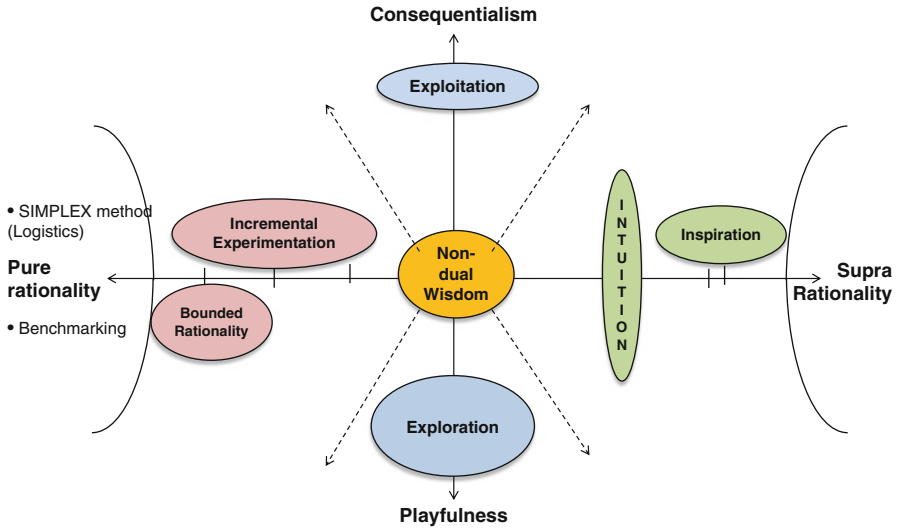 Consequentialism
Exploitation
• SIMPLEX method
(Logistics)
Incremental
Experimentation
INTUITION
Inspiration
Non-
dual
Wisdom
Pure
rationality
Supra
Rationality
Bounded
Rationality
• Benchmarking
Exploration
Playfulness